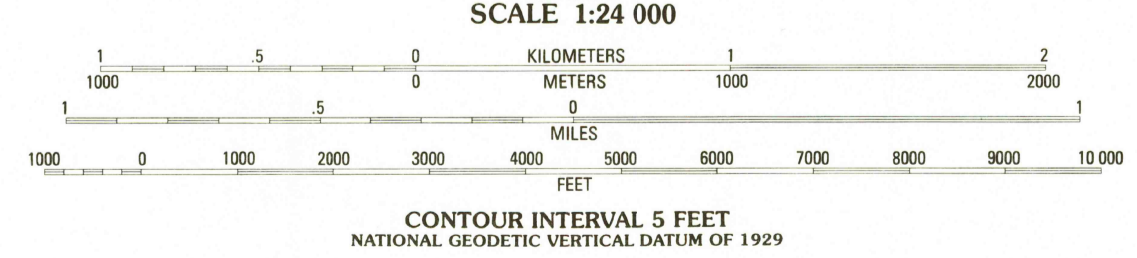 SCALE 1:24 000
1 .5 0 KILOMETERS 1 2
1000 0 METERS 1000 2000
1 .5 0 1
MILES
1000 0 1000 2000 3000 4000 5000 6000 7000 8000 9000 10 000
FEET
CONTOUR INTERVAL 5 FEET
NATIONAL GEODETIC VERTICAL DATUM OF 1929